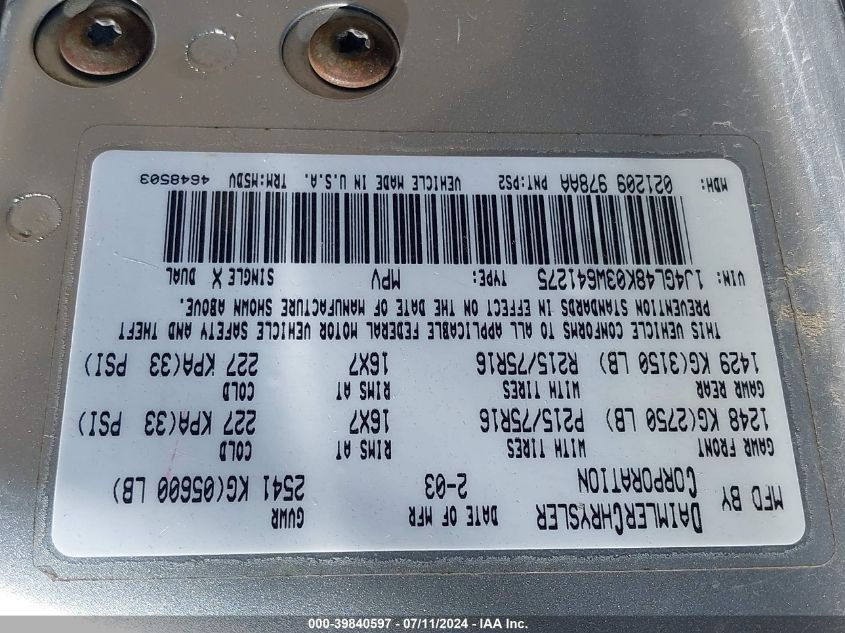 MFD BY DAIMLERCHRYSLER CORPORATION
DATE OF MFR GVWR
2-03 2541 KG(05600 LB)
GAWR FRONT WITH TIRES RIMS AT COLD
1248 KG(2750 LB) P215/75R16 16X7 227 KPA(33 PSI)
GAWR REAR WITH TIRES RIMS AT COLD
1429 KG(3150 LB) R215/75R16 16X7 227 KPA(33 PSI)
THIS VEHICLE CONFORMS TO ALL APPLICABLE FEDERAL MOTOR VEHICLE SAFETY AND THEFT
PREVENTION STANDARDS IN EFFECT ON THE DATE OF MANUFACTURE SHOWN ABOVE.
VIN: 1J4GL48K03W641275 TYPE: MPV SINGLE X DUAL
MDH: 021209 978AA PNT:PS2 VEHICLE MADE IN U.S.A. TRM:M5DV 4648503
000-39840597 - 07/11/2024 - IAAI Inc.